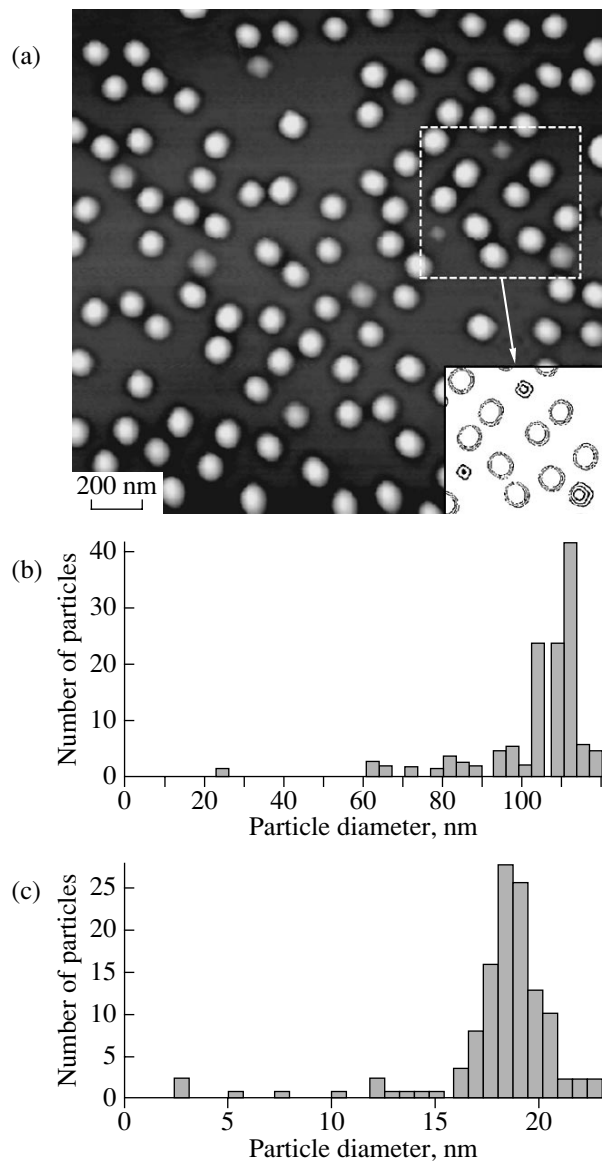 (a)
200 nm
(b)
Number of particles
40
30
20
10
0
0 20 40 60 80 100
Particle diameter, nm
(c)
Number of particles
25
20
15
10
5
0
0 5 10 15 20
Particle diameter, nm